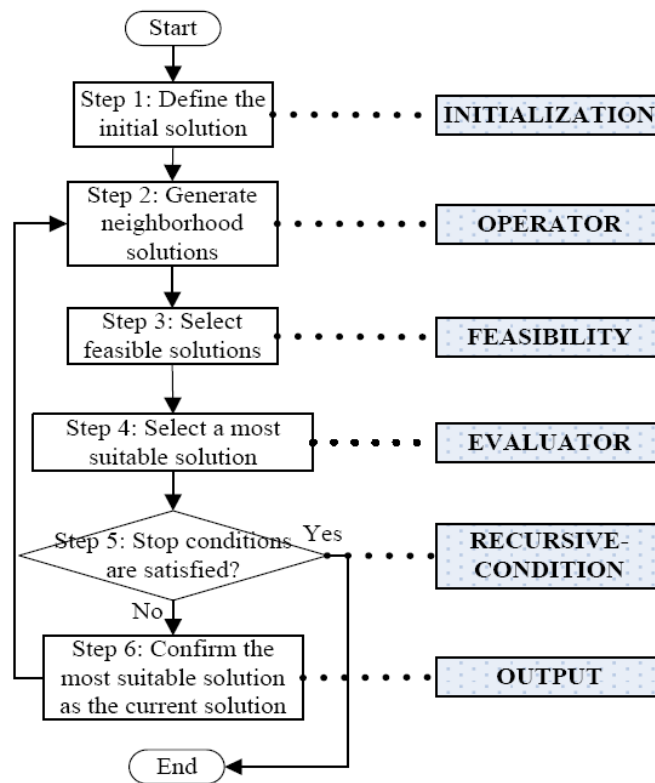 Start
Step 1: Define the
initial solution
INITIALIZATION
Step 2: Generate
neighborhood
solutions
OPERATOR
Step 3: Select
feasible solutions
FEASIBILITY
Step 4: Select a most
suitable solution
EVALUATOR
Step 5: Stop conditions
are satisfied?
Yes
RECURSIVE-
CONDITION
No
Step 6: Confirm the
most suitable solution
as the current solution
OUTPUT
End